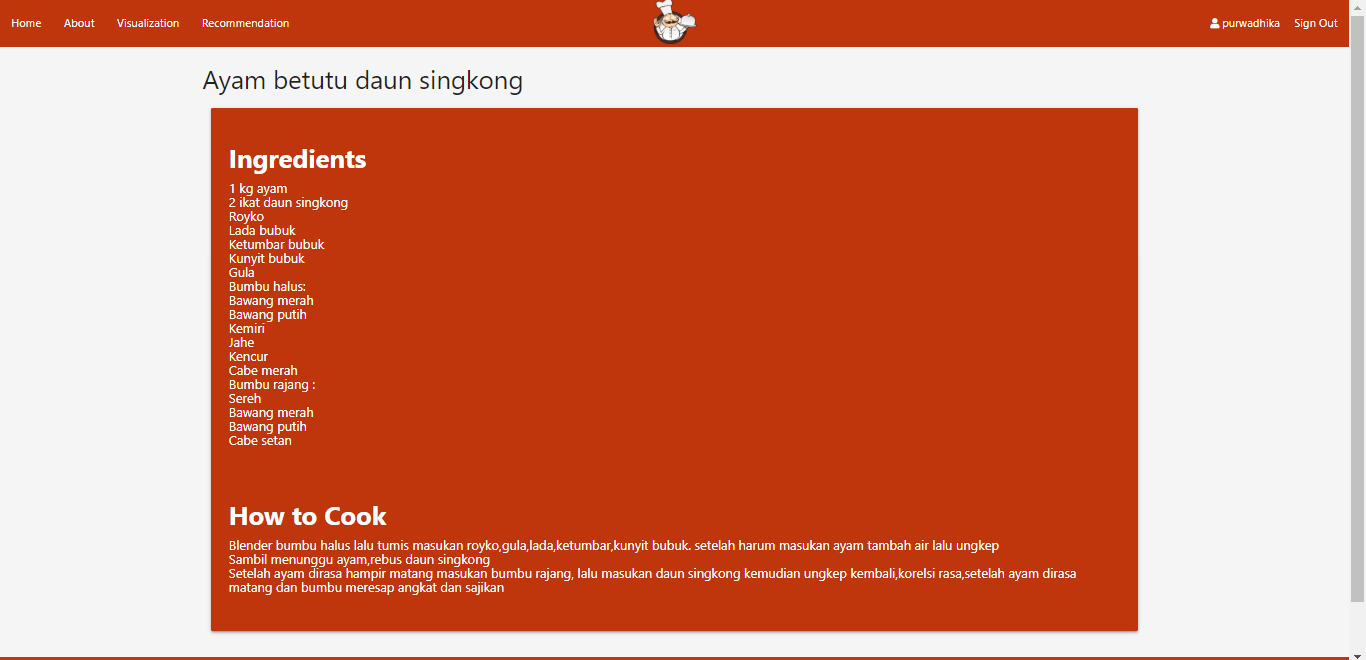 Home About Visualization Recommendation purwadhika Sign Out
Ayam betutu daun singkong
Ingredients
1 kg ayam
2 ikat daun singkong
Royko
Lada bubuk
Ketumbar bubuk
Kunyit bubuk
Gula
Bumbu halus:
Bawang merah
Bawang putih
Kemiri
Jahe
Kencur
Cabe merah
Bumbu rajang :
Sereh
Bawang merah
Bawang putih
Cabe setan
How to Cook
Blender bumbu halus lalu tumis masukan royko,gula,lada,ketumbar,kunyit bubuk. setelah harum masukan ayam tambah air lalu ungkep
Sambil menunggu ayam,rebus daun singkong
Setelah ayam dirasa hampir matang masukan bumbu rajang, lalu masukan daun singkong kemudian ungkep kembali,korelsi rasa,setelah ayam dirasa
matang dan bumbu meresap angkat dan sajikan